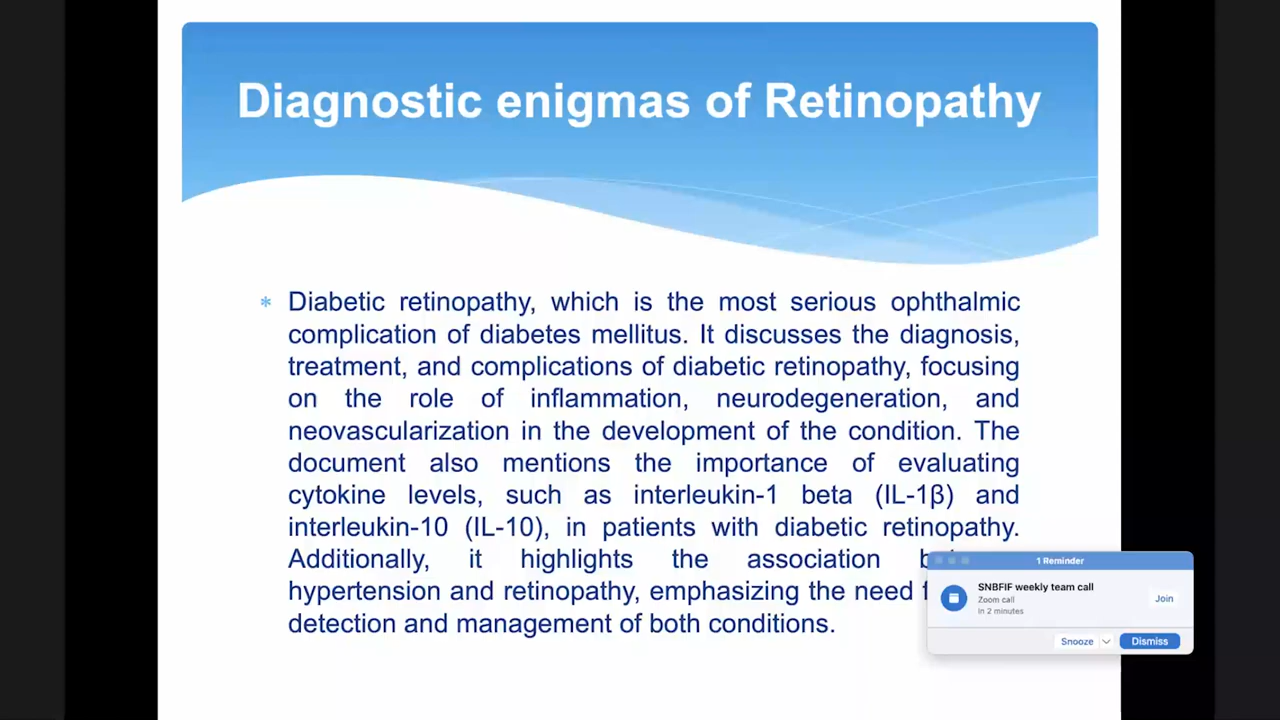 Diagnostic enigmas of Retinopathy
* Diabetic retinopathy, which is the most serious ophthalmic
complication of diabetes mellitus. It discusses the diagnosis,
treatment, and complications of diabetic retinopathy, focusing
on the role of inflammation, neurodegeneration, and
neovascularization in the development of the condition. The
document also mentions the importance of evaluating
cytokine levels, such as interleukin-1 beta (IL-1β) and
interleukin-10 (IL-10), in patients with diabetic retinopathy.
Additionally, it highlights the association
hypertension and retinopathy, emphasizing the need
detection and management of both conditions.
1 Reminder
SNBFIF weekly team call
Zoom call
in 2 minutes
Join
Snooze
Dismiss